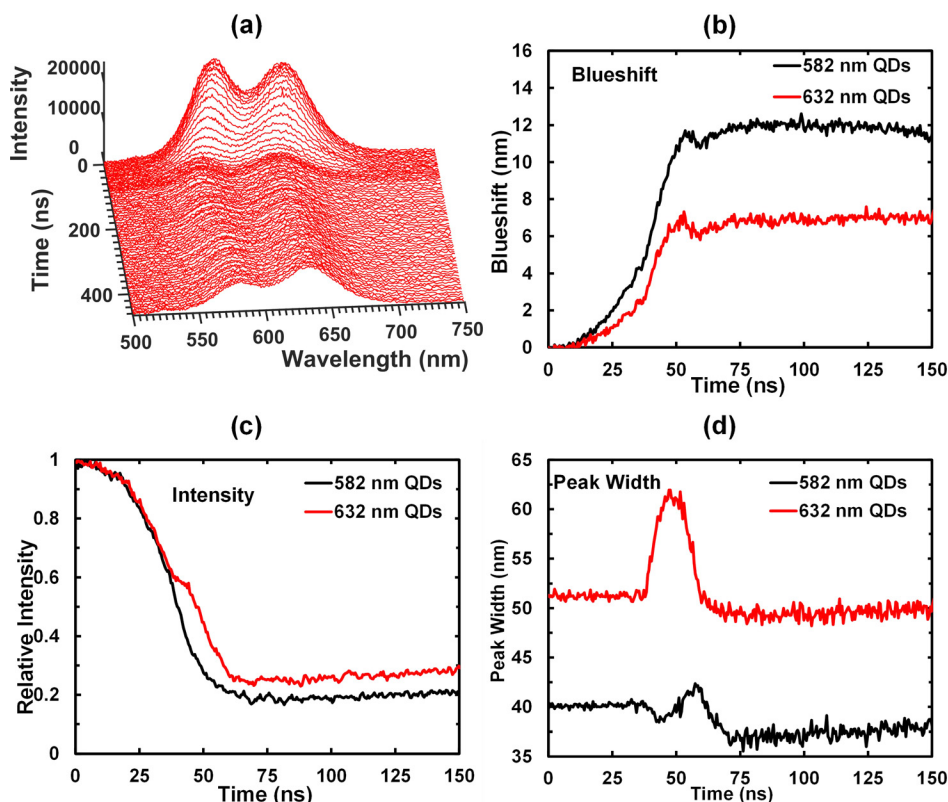 (a)
20000
10000
0
Intensity
0
200
400
Time (ns)
500
550
600
650
700
750
Wavelength (nm)
(b)
16
14
12
10
8
6
4
2
0
Blueshift (nm)
Blueshift
582 nm QDs
632 nm QDs
0
25
50
75
100
125
150
Time (ns)
(c)
1
0.8
0.6
0.4
0.2
0
Relative Intensity
Intensity
582 nm QDs
632 nm QDs
0
25
50
75
100
125
150
Time (ns)
(d)
65
60
55
50
45
40
35
Peak Width (nm)
Peak Width
582 nm QDs
632 nm QDs
0
25
50
75
100
125
150
Time (ns)